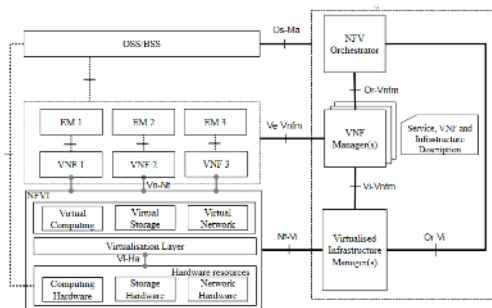 Os-Ma
OSS/BSS
NFV
Orchestrator
Or-Vnfm
EM 1
EM 2
EM 3
Ve-Vnfm
VNF
Manager(s)
Service, VNF and
Infrastructure
Description
VNF 1
VNF 2
VNF 3
Vn-Nf
Vi-Vnfm
NFVI
Virtual
Computing
Virtual
Storage
Virtual
Network
Nf-Vi
Or-Vi
Virtualised
Infrastructure
Manager(s)
Virtualisation Layer
Vl-Ha
Hardware resources
Computing
Hardware
Storage
Hardware
Network
Hardware